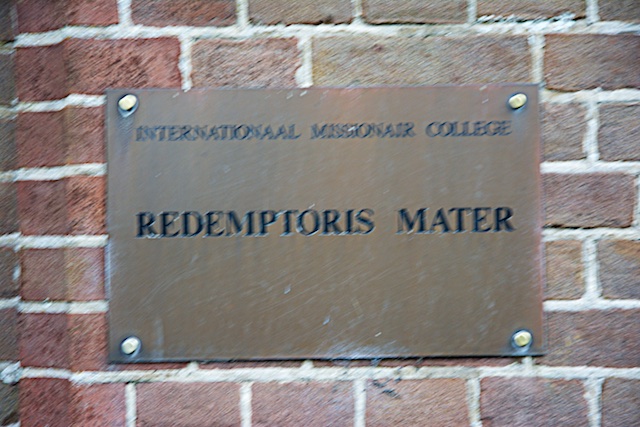 INTERNATIONAAL MISSIONAIR COLLEGE
REDEMPTORIS MATER